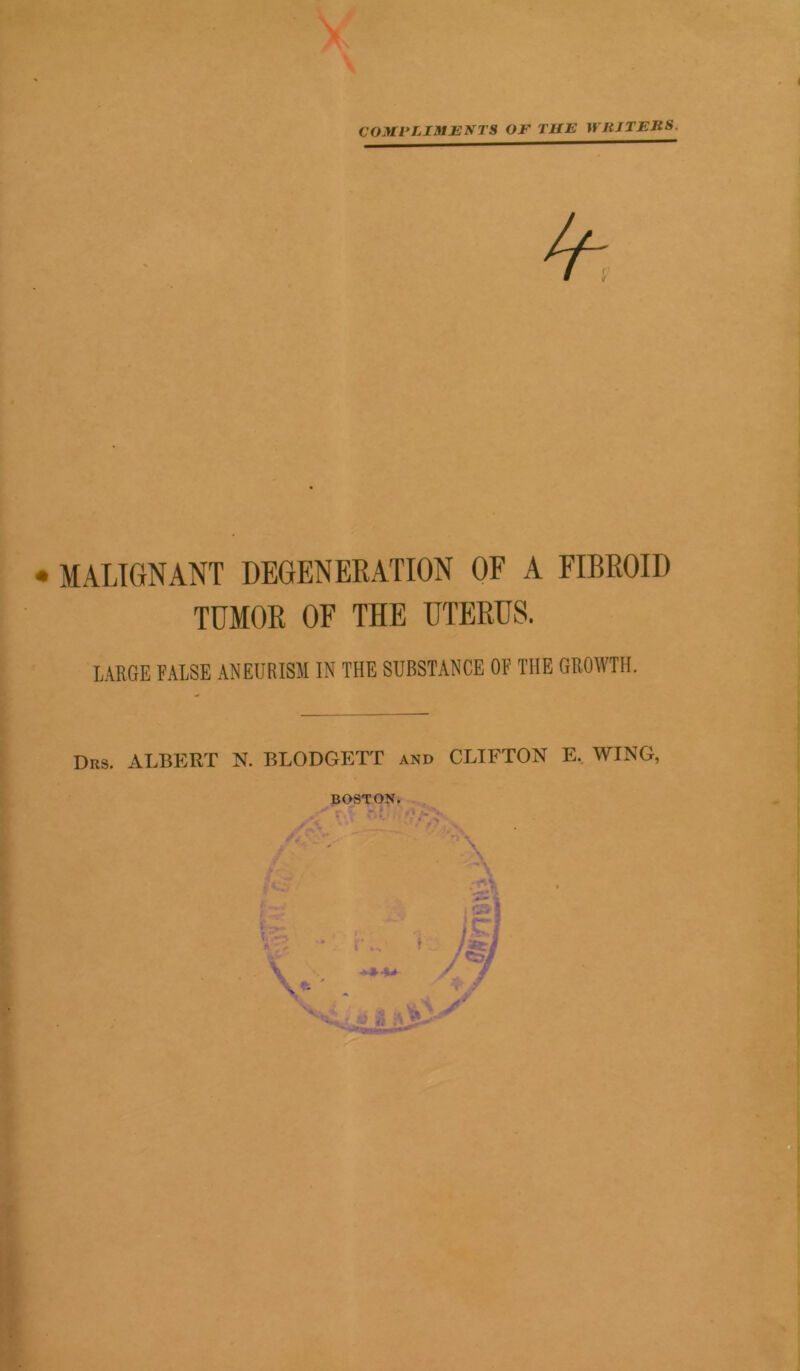 COMPLIMENTS OF THE WRITERS.
4
MALIGNANT DEGENERATION OF A FIBROID
TUMOR OF THE UTERUS.
LARGE FALSE ANEURISM IN THE SUBSTANCE OF THE GROWTH.
DRS. ALBERT N. BLODGETT AND CLIFTON E. WING,
BOSTON.